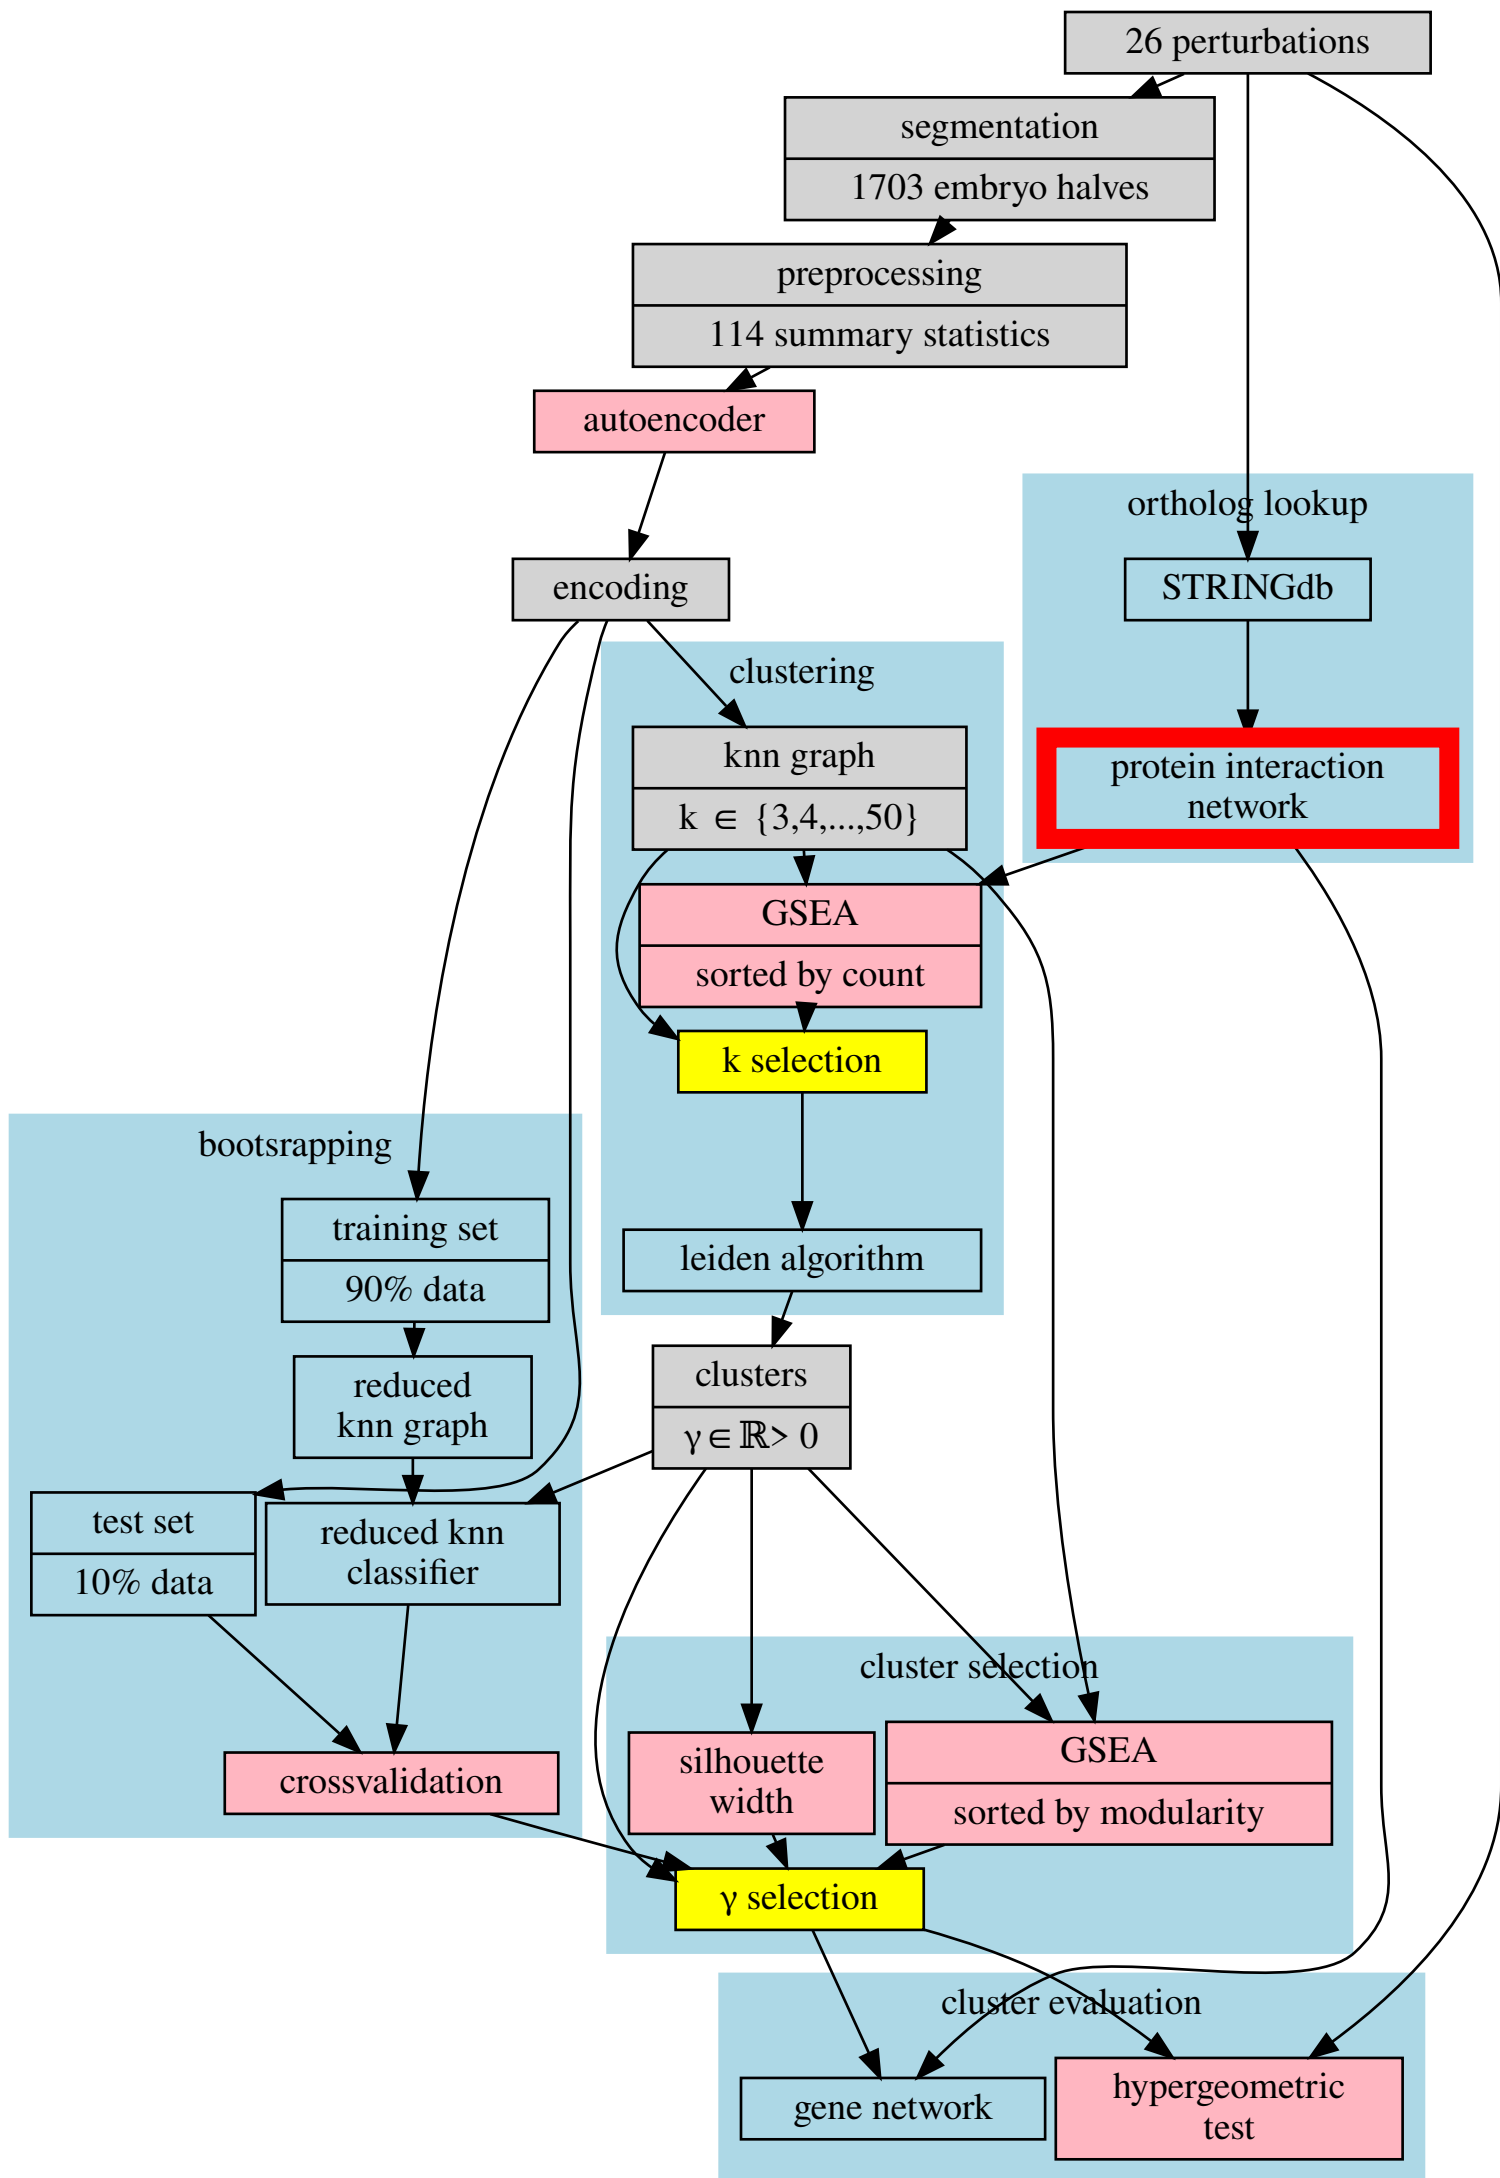 26 perturbations
segmentation
1703 embryo halves
preprocessing
114 summary statistics
autoencoder
ortholog lookup
encoding
STRINGdb
clustering
knn graph
k ∈ {3,4,...,50}
protein interaction
network
GSEA
sorted by count
k selection
bootsrapping
training set
90% data
leiden algorithm
reduced
knn graph
clusters
γ∈ℝ> 0
test set
10% data
reduced knn
classifier
cluster selection
crossvalidation
silhouette
width
GSEA
sorted by modularity
γ selection
cluster evaluation
gene network
hypergeometric
test